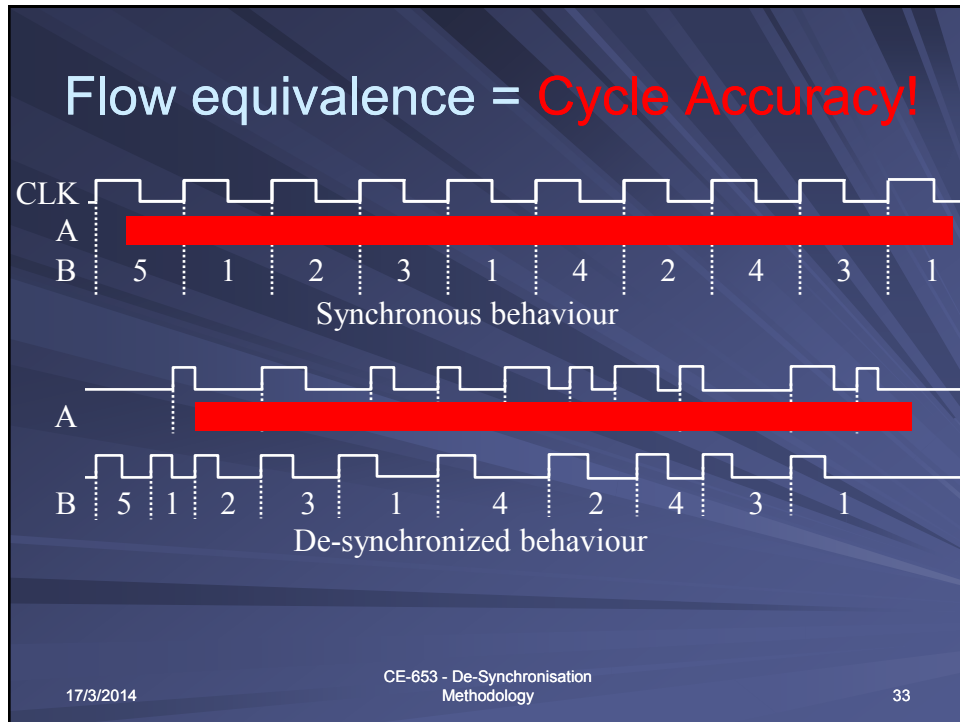 Flow equivalence = Cycle Accuracy!
CLK
A
B 5 1 2 3 1 4 2 4 3 1
Synchronous behaviour
A
B 5 1 2 3 1 4 2 4 3 1
De-synchronized behaviour
17/3/2014
CE-653 - De-Synchronisation
Methodology
33